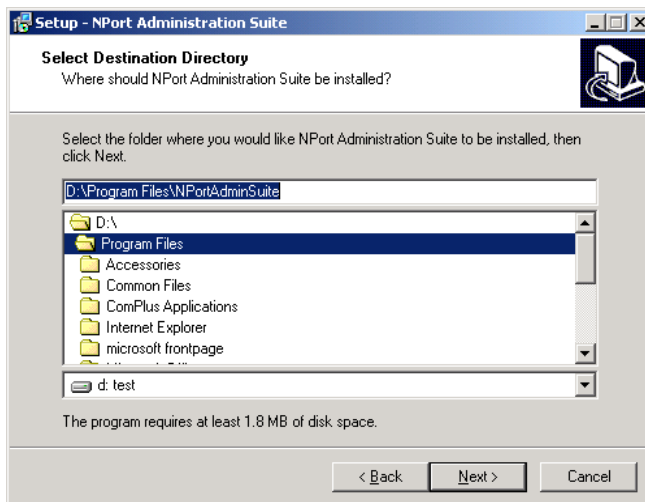 Setup - NPort Administration Suite
Select Destination Directory
Where should NPort Administration Suite be installed?
Select the folder where you would like NPort Administration Suite to be installed, then
click Next.
D:\Program Files\NPortAdminSuite
D:\
Program Files
Accessories
Common Files
ComPlus Applications
Internet Explorer
microsoft frontpage
d: test
The program requires at least 1.8 MB of disk space.
< Back
Next >
Cancel